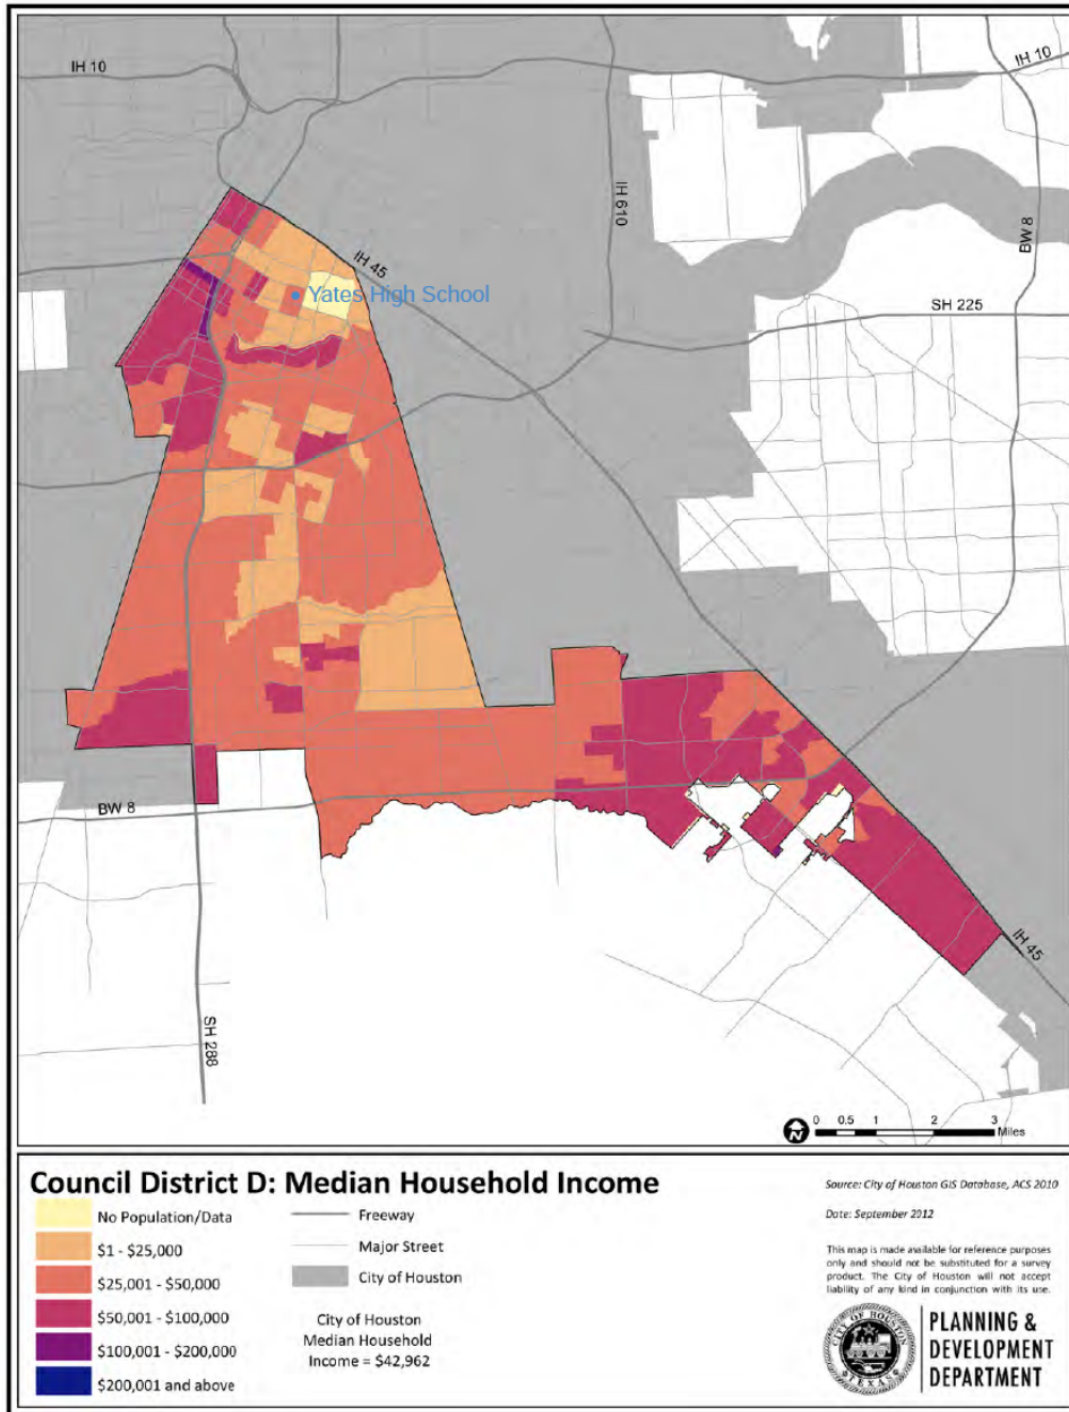 IH 10
IH 10
IH 610
BW 8
IH 45
Yates High School
SH 225
BW 8
IH 45
SH 288
0 0.5 1 2 3
Miles
N
Council District D: Median Household Income
No Population/Data
$1 - $25,000
$25,001 - $50,000
$50,001 - $100,000
$100,001 - $200,000
$200,001 and above
Freeway
Major Street
City of Houston
City of Houston
Median Household
Income = $42,962
Source: City of Houston GIS Database, ACS 2010
Date: September 2012
This map is made available for reference purposes
only and should not be substituted for a survey
product. The City of Houston will not accept
liability of any kind in conjunction with its use.
CITY OF HOUSTON
TEXAS
PLANNING &
DEVELOPMENT
DEPARTMENT